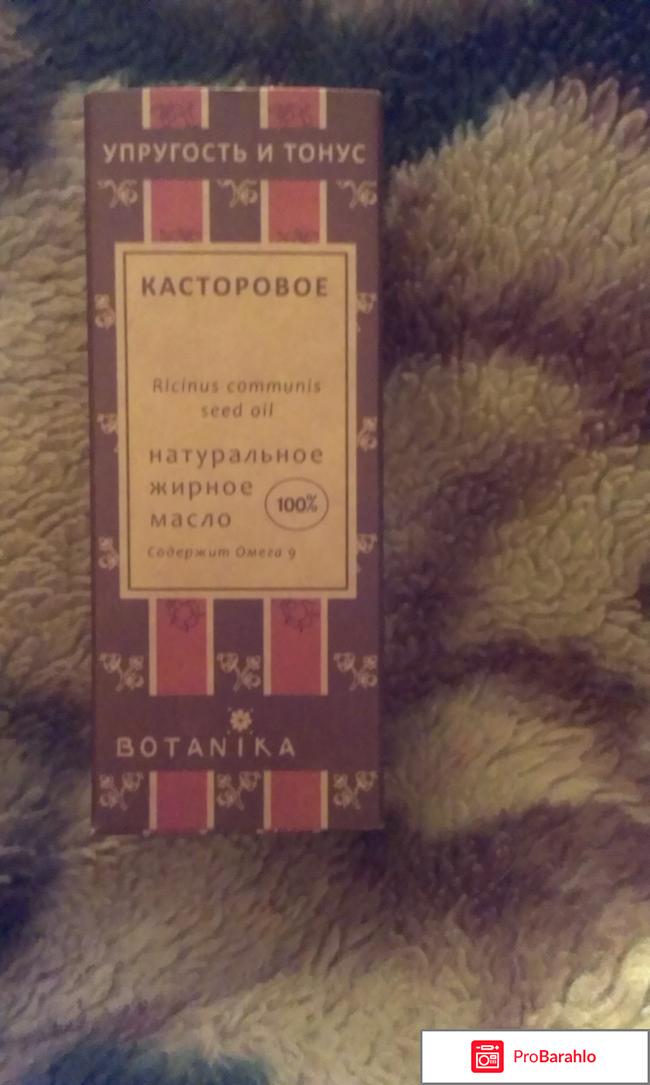 УПРУГОСТЬ И ТОНУС
КАСТОРОВОЕ
Ricinus communis
seed oil
натуральное
жирное
масло
100%
Содержит Омега 9
BOTANIKA
ProBarahlo